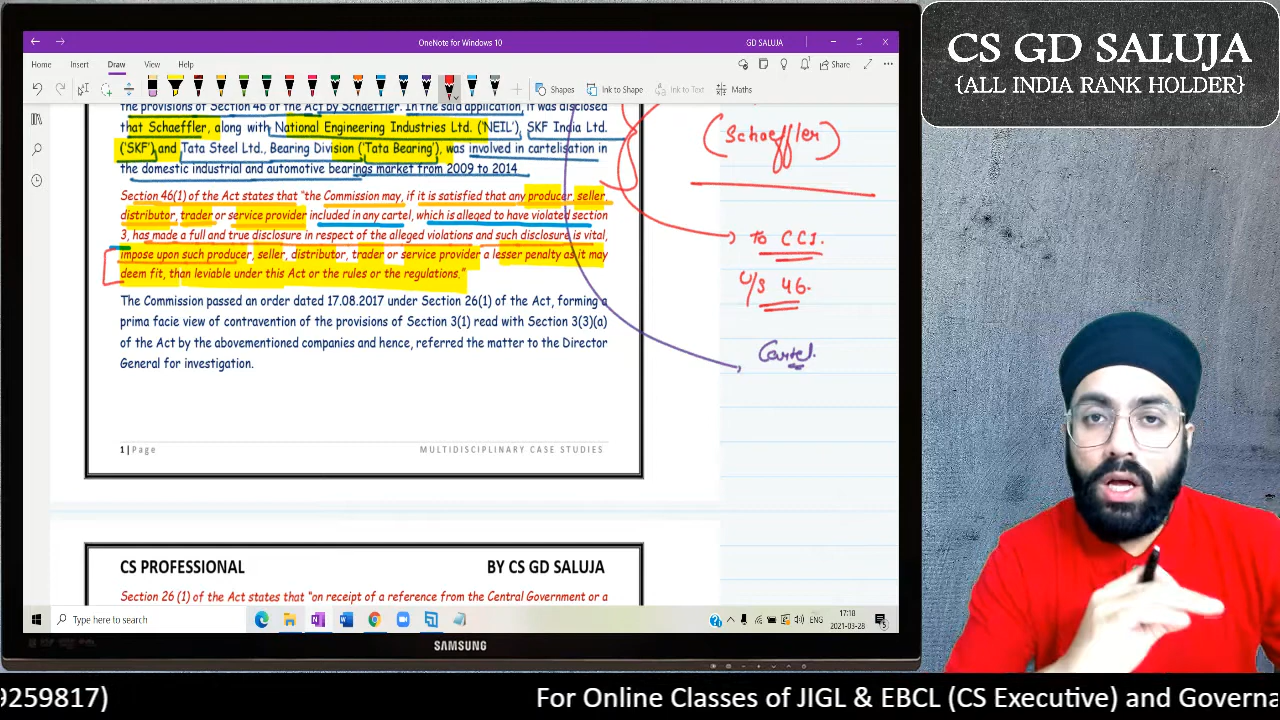 OneNote for Windows 10
GD SALUJA
Home
Insert
Draw
View
Help
Share
Shapes
Ink to Shape
Ink to Text
Maths
the provisions of Section 46 of the Act by Schaeffler. In the said application, it was disclosed
that Schaeffler, along with National Engineering Industries Ltd. ('NEIL'), SKF India Ltd.
('SKF') and Tata Steel Ltd., Bearing Division ('Tata Bearing'), was involved in cartelisation in
the domestic industrial and automotive bearings market from 2009 to 2014
Section 46(1) of the Act states that "the Commission may, if it is satisfied that any producer, seller,
distributor, trader or service provider included in any cartel, which is alleged to have violated section
3, has made a full and true disclosure in respect of the alleged violations and such disclosure is vital,
impose upon such producer, seller, distributor, trader or service provider a lesser penalty as it may
deem fit, than leviable under this Act or the rules or the regulations."
The Commission passed an order dated 17.08.2017 under Section 26(1) of the Act, forming a
prima facie view of contravention of the provisions of Section 3(1) read with Section 3(3)(a)
of the Act by the abovementioned companies and hence, referred the matter to the Director
General for investigation.
1 | Page
MULTIDISCIPLINARY CASE STUDIES
(Schaeffler)
to CCI.
U/S 46.
Cartel.
CS PROFESSIONAL
BY CS GD SALUJA
Section 26 (1) of the Act states that "on receipt of a reference from the Central Government or a
Type here to search
ENG
17:18
2021-03-28
SAMSUNG
CS GD SALUJA
{ALL INDIA RANK HOLDER}
9259817)
For Online Classes of JIGL & EBCL (CS Executive) and Governa